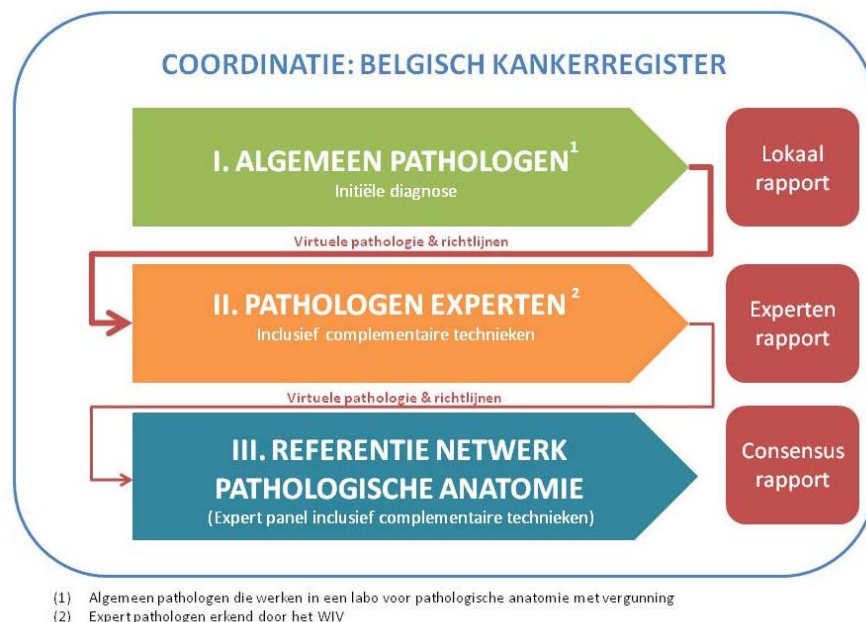 COORDINATIE: BELGISCH KANKERREGISTER
I. ALGEMEEN PATHOLOGEN¹
Initiële diagnose
Lokaal
rapport
Virtuele pathologie & richtlijnen
II. PATHOLOGEN EXPERTEN ²
Inclusief complementaire technieken
Experten
rapport
Virtuele pathologie & richtlijnen
III. REFERENTIE NETWERK
PATHOLOGISCHE ANATOMIE
(Expert panel inclusief complementaire technieken)
Consensus
rapport
(1) Algemeen pathologen die werken in een labo voor pathologische anatomie met vergunning
(2) Expert pathologen erkend door het WIV